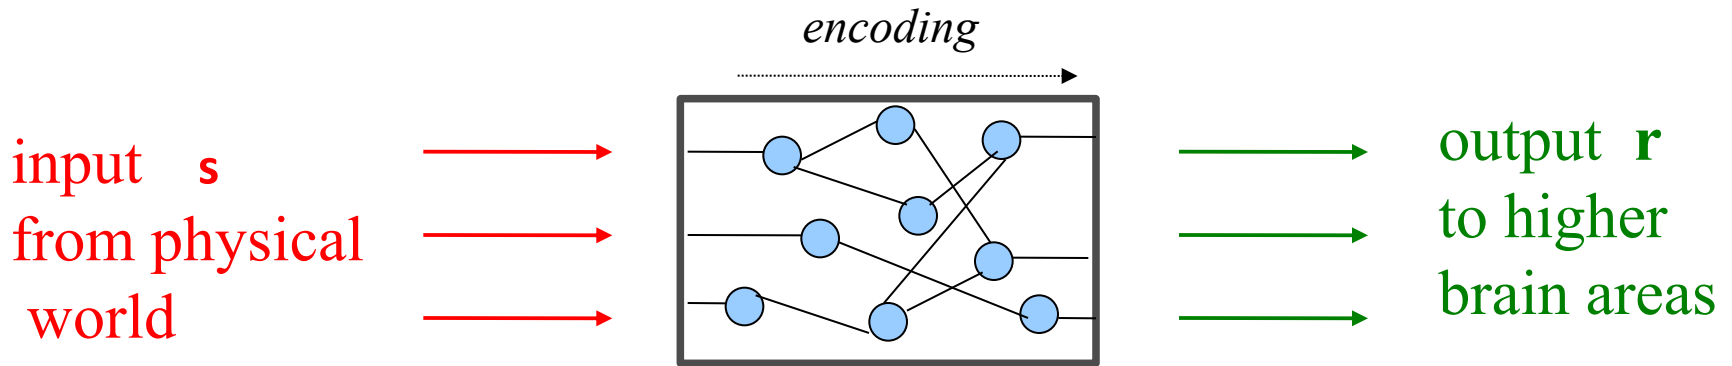 encoding
input s
from physical
world
output r
to higher
brain areas